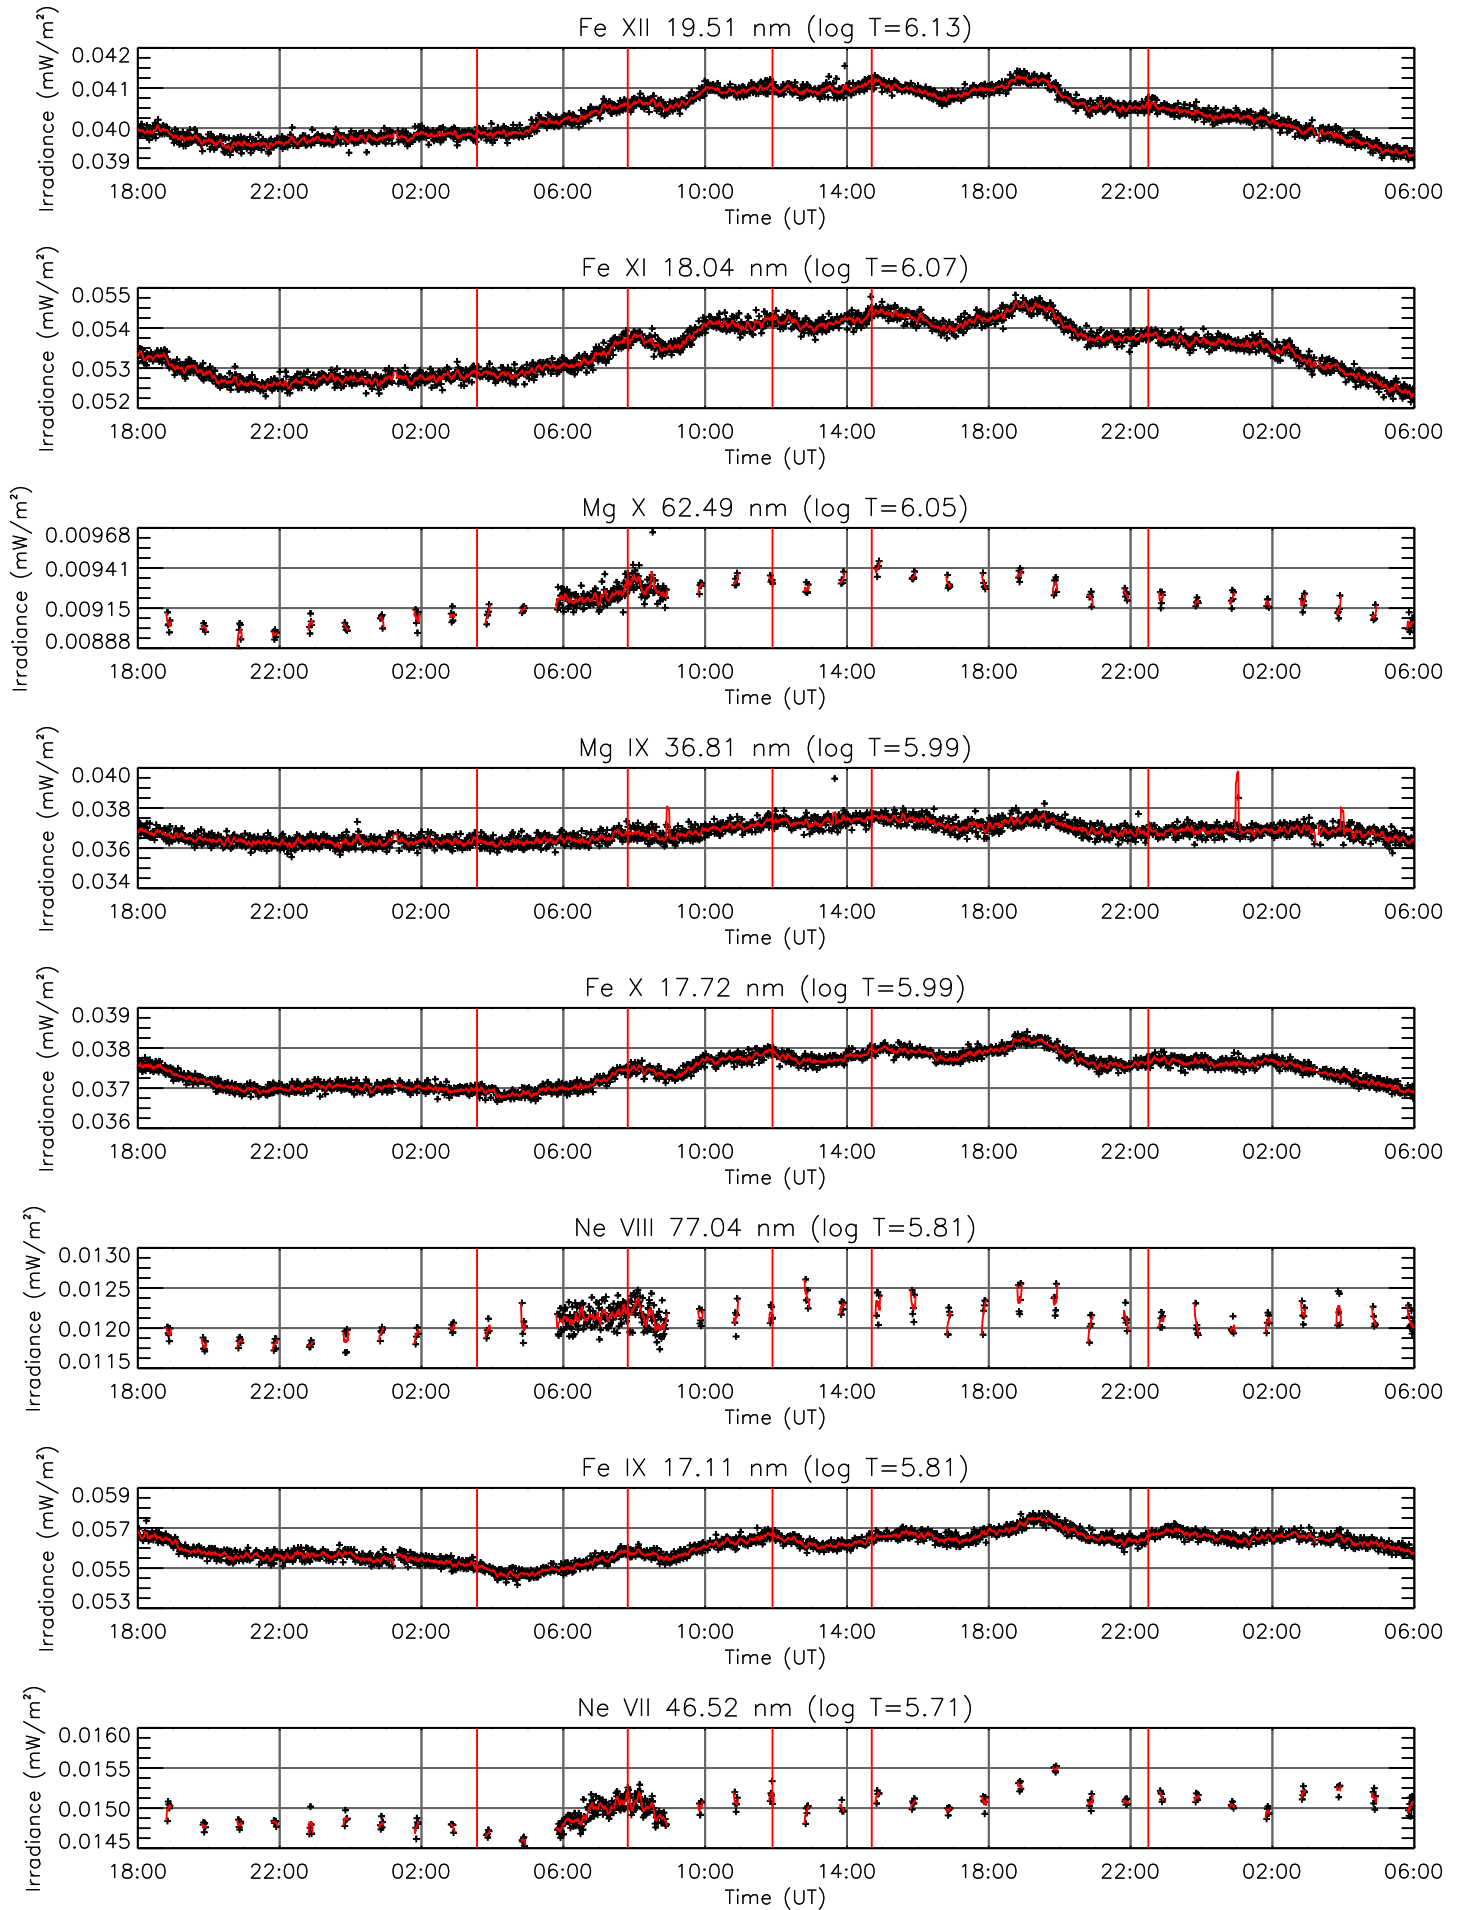 Fe XII 19.51 nm (log T=6.13)
Irradiance (mW/m²)
0.042
0.041
0.040
0.039
18:00 22:00 02:00 06:00 10:00 14:00 18:00 22:00 02:00 06:00
Time (UT)
Fe XI 18.04 nm (log T=6.07)
Irradiance (mW/m²)
0.055
0.054
0.053
0.052
18:00 22:00 02:00 06:00 10:00 14:00 18:00 22:00 02:00 06:00
Time (UT)
Mg X 62.49 nm (log T=6.05)
Irradiance (mW/m²)
0.00968
0.00941
0.00915
0.00888
18:00 22:00 02:00 06:00 10:00 14:00 18:00 22:00 02:00 06:00
Time (UT)
Mg IX 36.81 nm (log T=5.99)
Irradiance (mW/m²)
0.040
0.038
0.036
0.034
18:00 22:00 02:00 06:00 10:00 14:00 18:00 22:00 02:00 06:00
Time (UT)
Fe X 17.72 nm (log T=5.99)
Irradiance (mW/m²)
0.039
0.038
0.037
0.036
18:00 22:00 02:00 06:00 10:00 14:00 18:00 22:00 02:00 06:00
Time (UT)
Ne VIII 77.04 nm (log T=5.81)
Irradiance (mW/m²)
0.0130
0.0125
0.0120
0.0115
18:00 22:00 02:00 06:00 10:00 14:00 18:00 22:00 02:00 06:00
Time (UT)
Fe IX 17.11 nm (log T=5.81)
Irradiance (mW/m²)
0.059
0.057
0.055
0.053
18:00 22:00 02:00 06:00 10:00 14:00 18:00 22:00 02:00 06:00
Time (UT)
Ne VII 46.52 nm (log T=5.71)
Irradiance (mW/m²)
0.0160
0.0155
0.0150
0.0145
18:00 22:00 02:00 06:00 10:00 14:00 18:00 22:00 02:00 06:00
Time (UT)